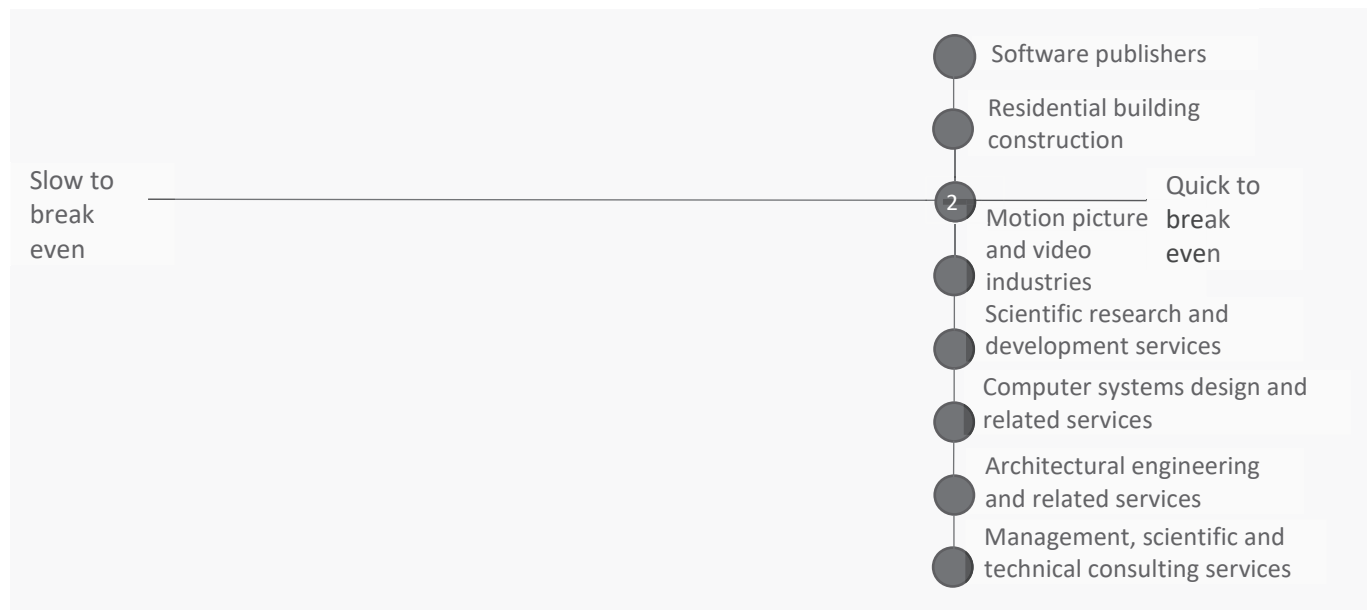 Software publishers
Residential building
construction
Slow to
break
even
2
Quick to
break
even
Motion picture
and video
industries
Scientific research and
development services
Computer systems design and
related services
Architectural engineering
and related services
Management, scientific and
technical consulting services